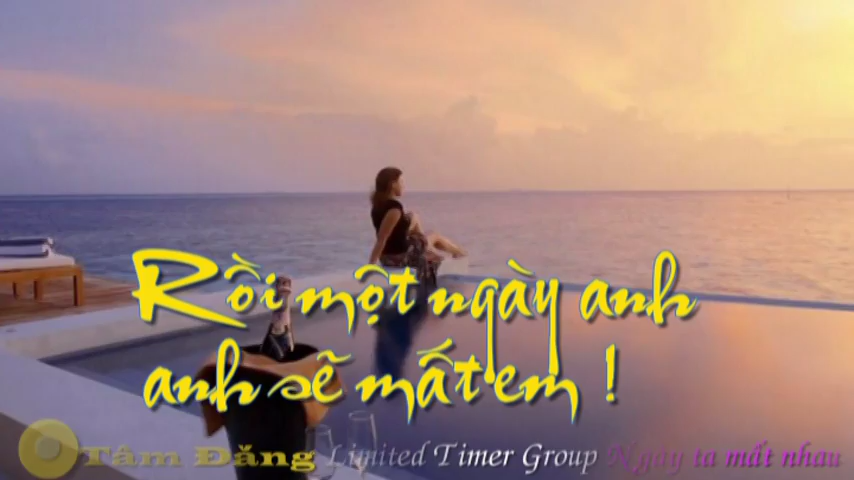 Rồi một ngày anh
anh sẽ mất em !
Tâm Đăng Limited Timer Group Ngày ta mất nhau